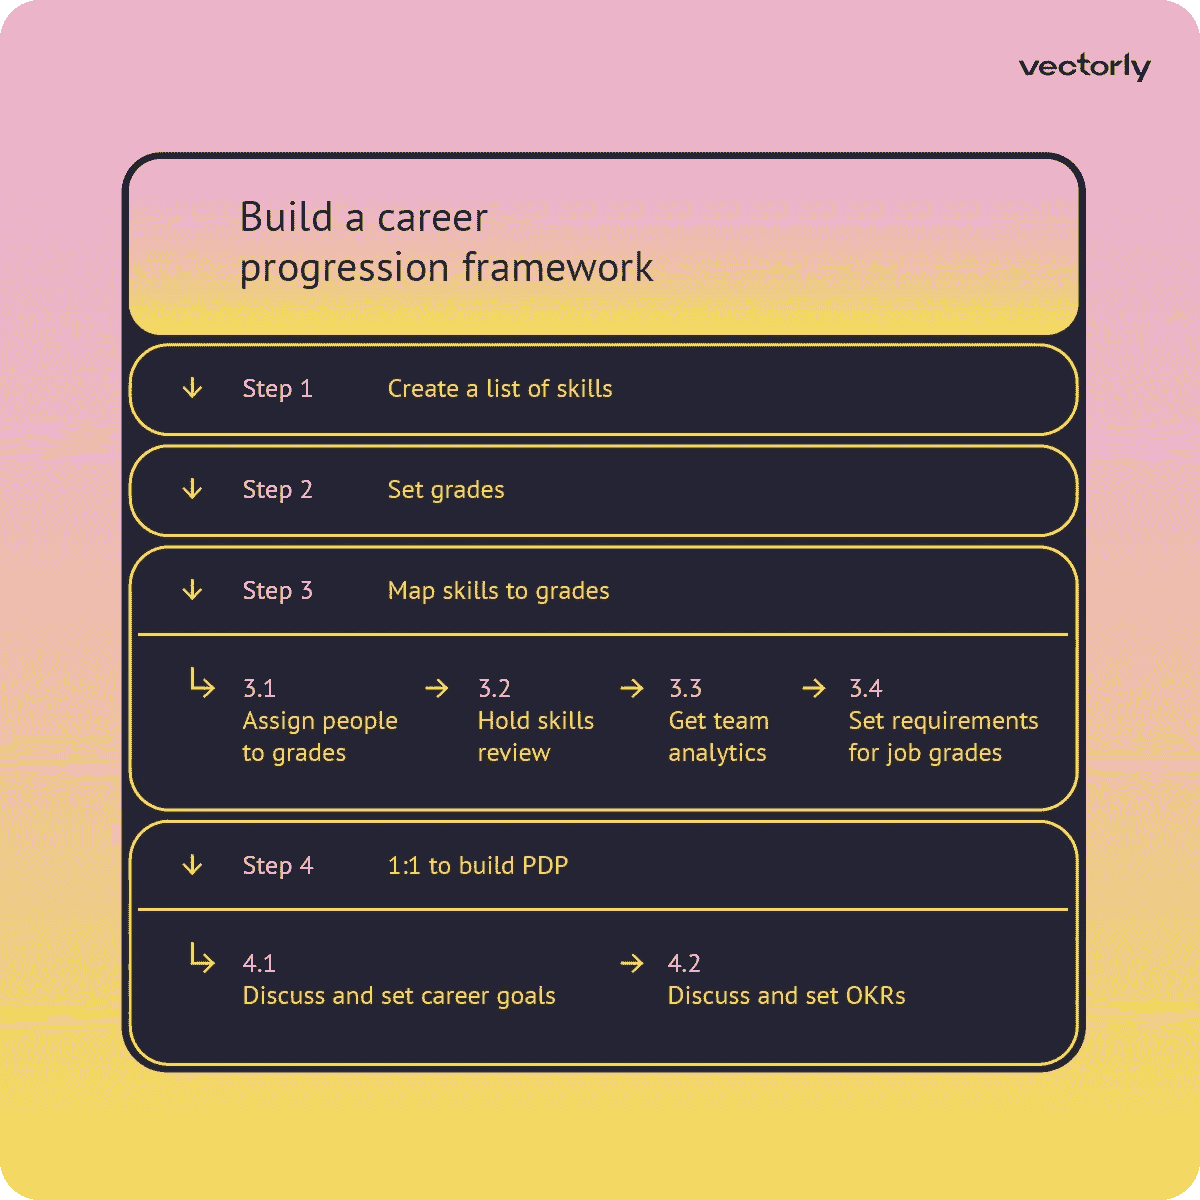 vectorly
Build a career
progression framework
Step 1 Create a list of skills
Step 2 Set grades
Step 3 Map skills to grades
3.1
Assign people
to grades
3.2
Hold skills
review
3.3
Get team
analytics
3.4
Set requirements
for job grades
Step 4 1:1 to build PDP
4.1
Discuss and set career goals
4.2
Discuss and set OKRs